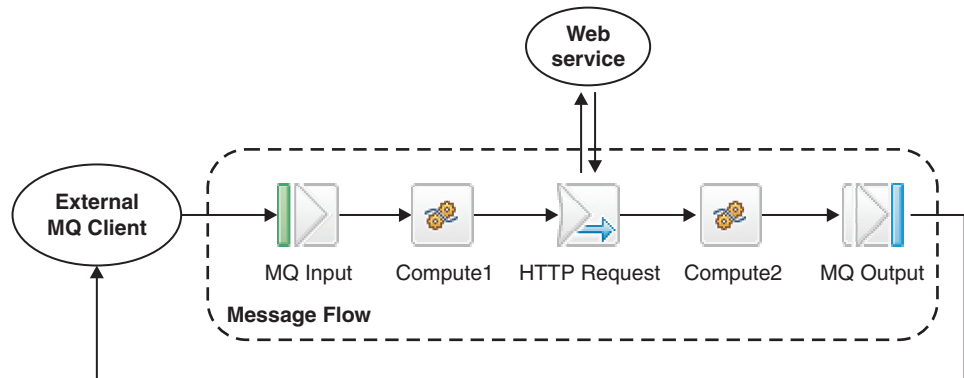 Web
service
External
MQ Client
MQ Input
Compute1
HTTP Request
Compute2
MQ Output
Message Flow